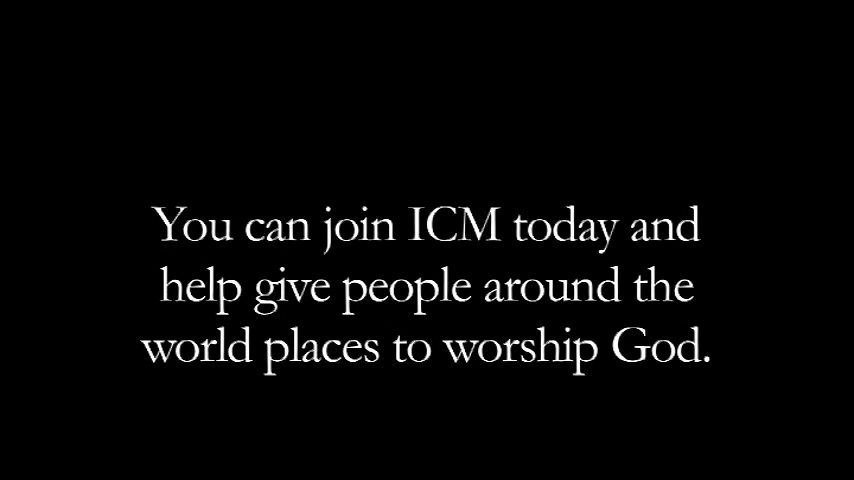 You can join ICM today and
help give people around the
world places to worship God.